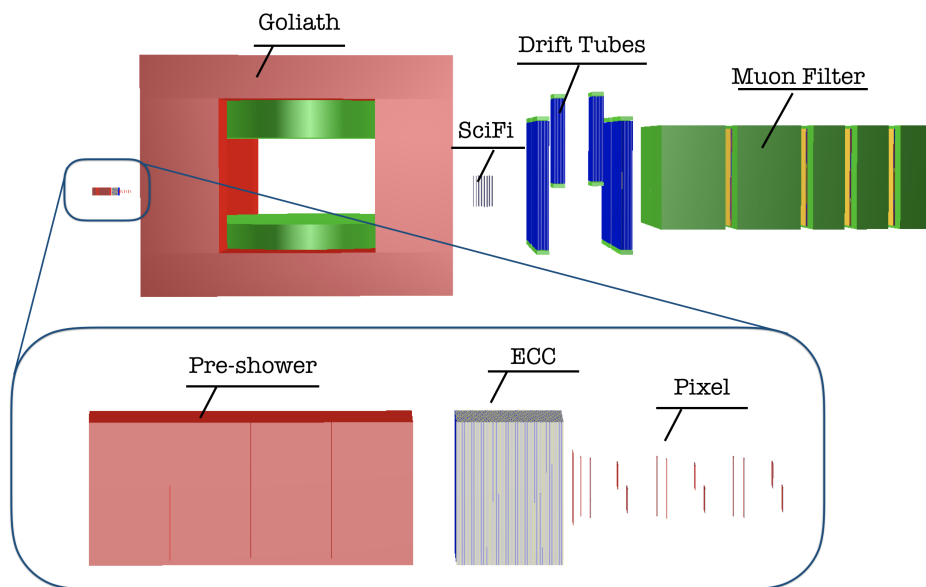 Goliath
Drift Tubes
Muon Filter
SciFi
Pre-shower
ECC
Pixel